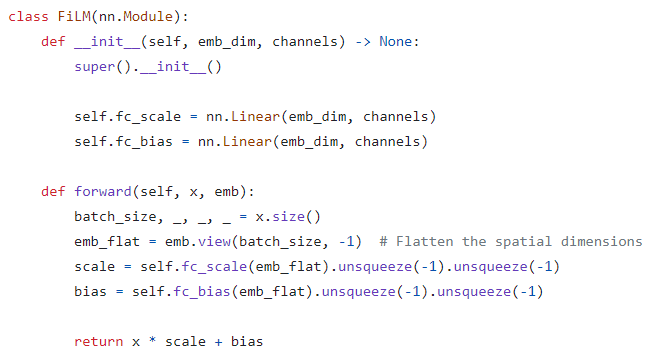 class FiLM(nn.Module):
    def __init__(self, emb_dim, channels) -> None:
        super().__init__()

        self.fc_scale = nn.Linear(emb_dim, channels)
        self.fc_bias = nn.Linear(emb_dim, channels)

    def forward(self, x, emb):
        batch_size, _, _, _ = x.size()
        emb_flat = emb.view(batch_size, -1)  # Flatten the spatial dimensions
        scale = self.fc_scale(emb_flat).unsqueeze(-1).unsqueeze(-1)
        bias = self.fc_bias(emb_flat).unsqueeze(-1).unsqueeze(-1)

        return x * scale + bias